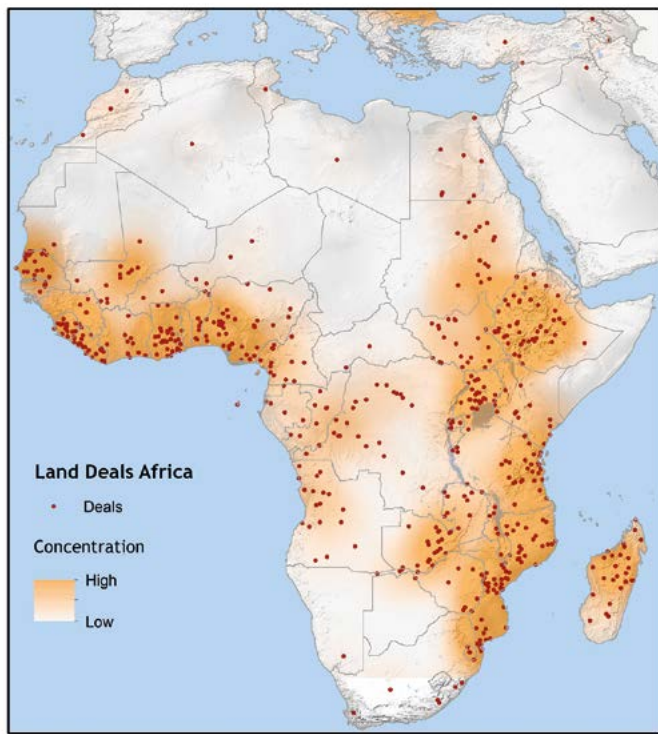 Land Deals Africa
Deals
Concentration
High
Low